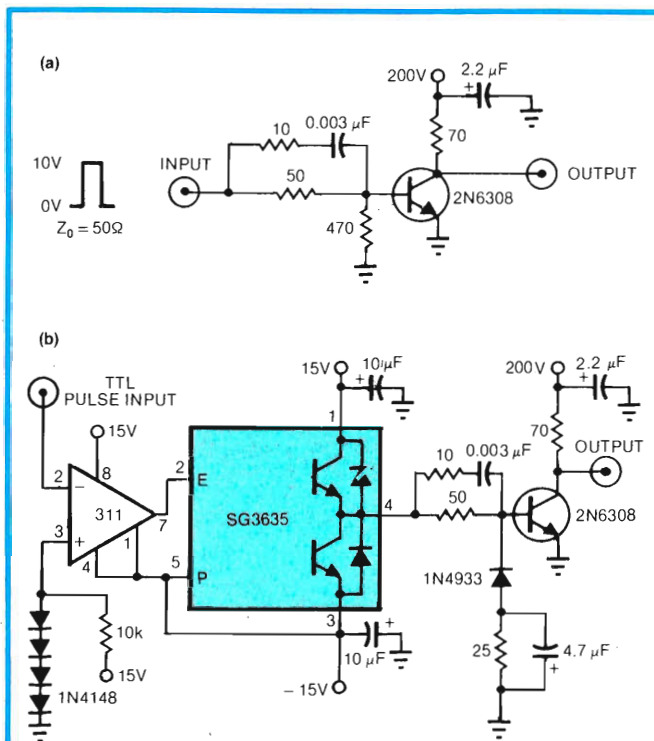 (a)
200V
2.2 µF
+
10
0.003 µF
70
INPUT
OUTPUT
10V
50
2N6308
0V
Z₀ = 50Ω
470
(b)
TTL
PULSE INPUT
15V
10µF
+
200V
2.2 µF
+
15V
1
70
OUTPUT
8
10
0.003 µF
2
−
2
E
311
7
SG3635
4
50
2N6308
3
+
4
1
5
P
1N4933
10k
3
+
25
4.7 µF
+
15V
10 µF
1N4148
− 15V